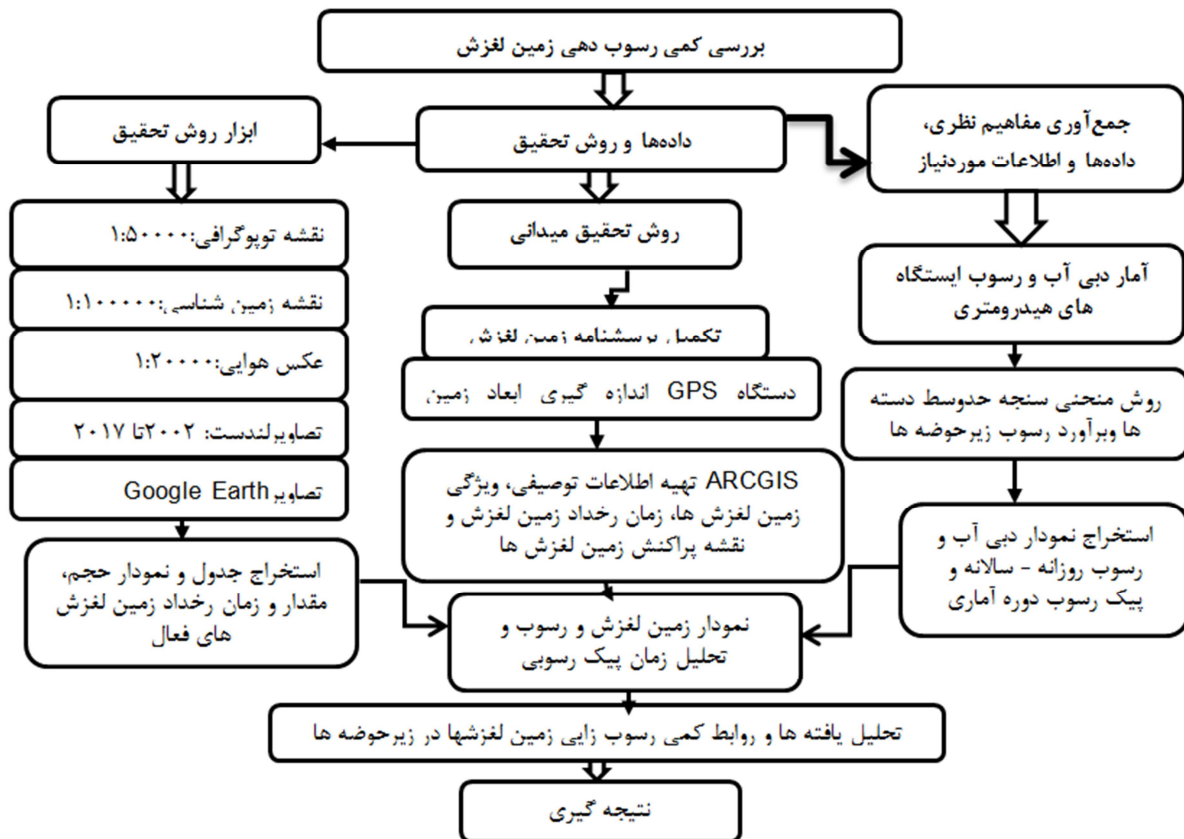 بررسی کمی رسوب دهی زمین لغزش
جمع‌آوری مفاهیم نظری،
داده‌ها و اطلاعات موردنیاز
داده‌ها و روش تحقیق
ابزار روش تحقیق
آمار دبی آب و رسوب ایستگاه
های هیدرومتری
روش منحنی سنجه حدوسط دسته
ها وبرآورد رسوب زیرحوضه ها
استخراج نمودار دبی آب و
رسوب روزانه - سالانه و
پیک رسوب دوره آماری
روش تحقیق میدانی
تکمیل پرسشنامه زمین لغزش
دستگاه GPS اندازه گیری ابعاد زمین
ARCGIS تهیه اطلاعات توصیفی، ویژگی
زمین لغزش ها، زمان رخداد زمین لغزش و
نقشه پراکنش زمین لغزش ها
نقشه توپوگرافی:۱:۵۰۰۰۰
نقشه زمین شناسی:۱:۱۰۰۰۰۰
عکس هوایی:۱:۲۰۰۰۰
تصاویرلندست: ۲۰۰۲تا ۲۰۱۷
تصاویر Google Earth
استخراج جدول و نمودار حجم،
مقدار و زمان رخداد زمین لغزش
های فعال
نمودار زمین لغزش و رسوب و
تحلیل زمان پیک رسوبی
تحلیل یافته ها و روابط کمی رسوب زایی زمین لغزشها در زیرحوضه ها
نتیجه گیری